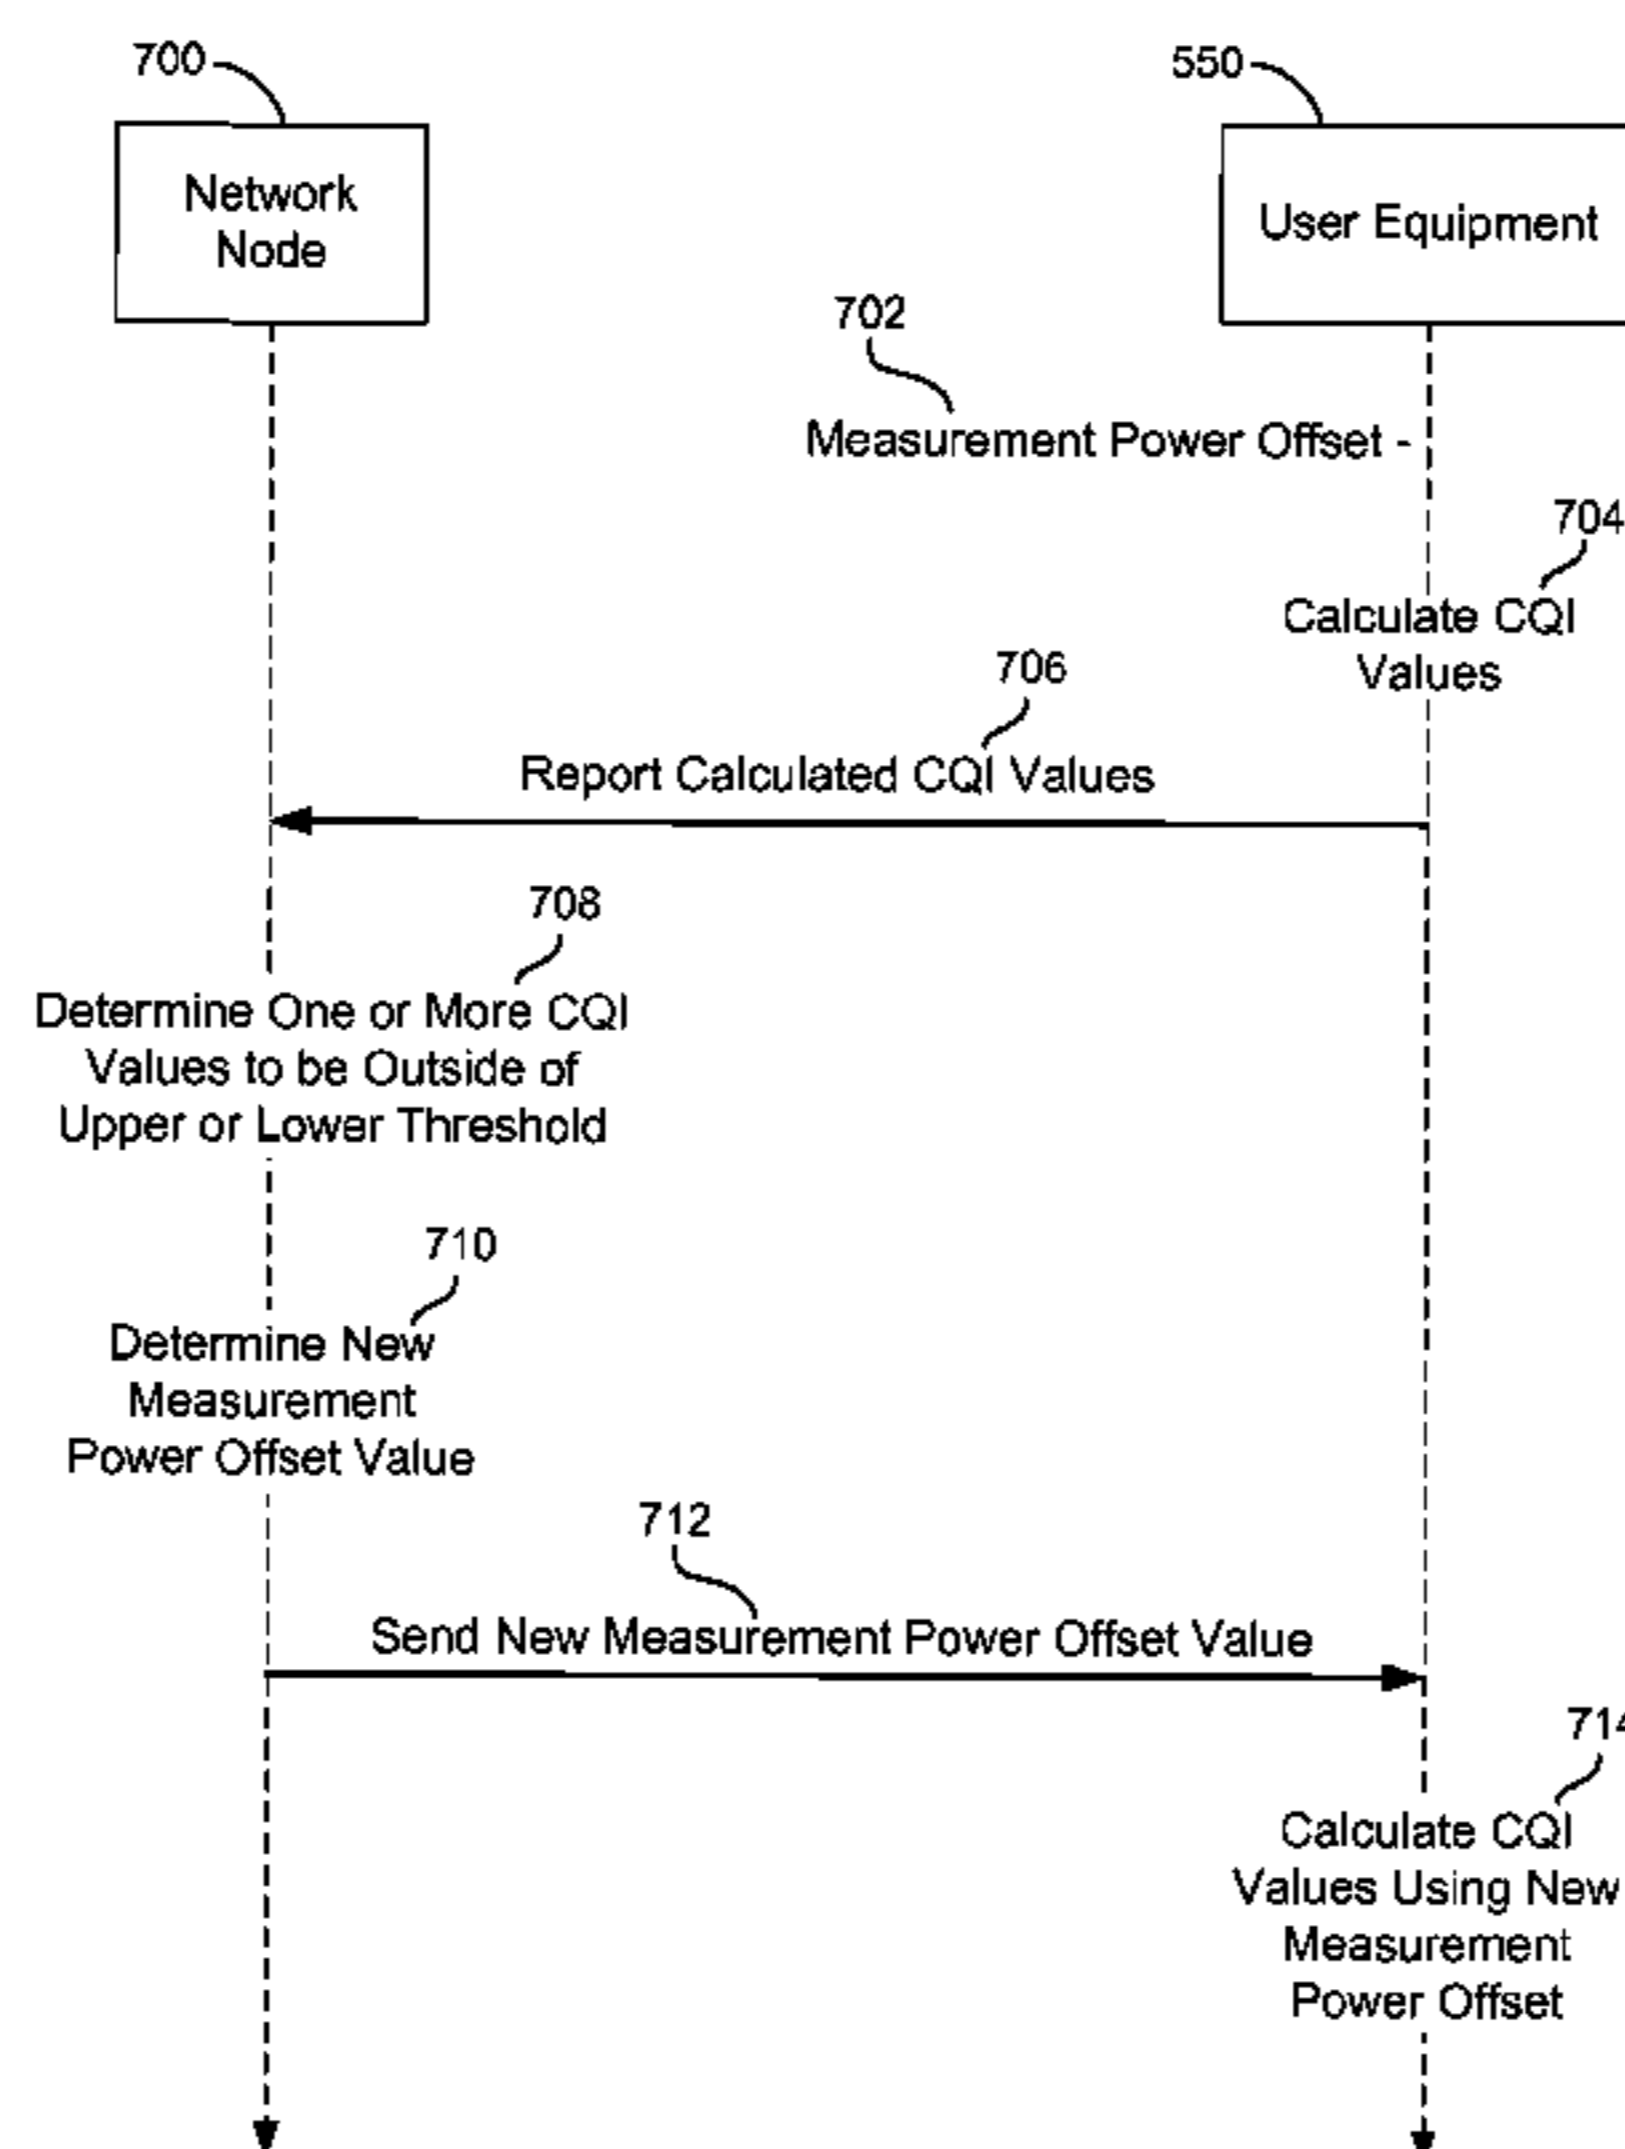 700
550
Network
Node
User Equipment
702
Measurement Power Offset -
704
Calculate CQI
Values
706
Report Calculated CQI Values
708
Determine One or More CQI
Values to be Outside of
Upper or Lower Threshold
710
Determine New
Measurement
Power Offset Value
712
Send New Measurement Power Offset Value
714
Calculate CQI
Values Using New
Measurement
Power Offset